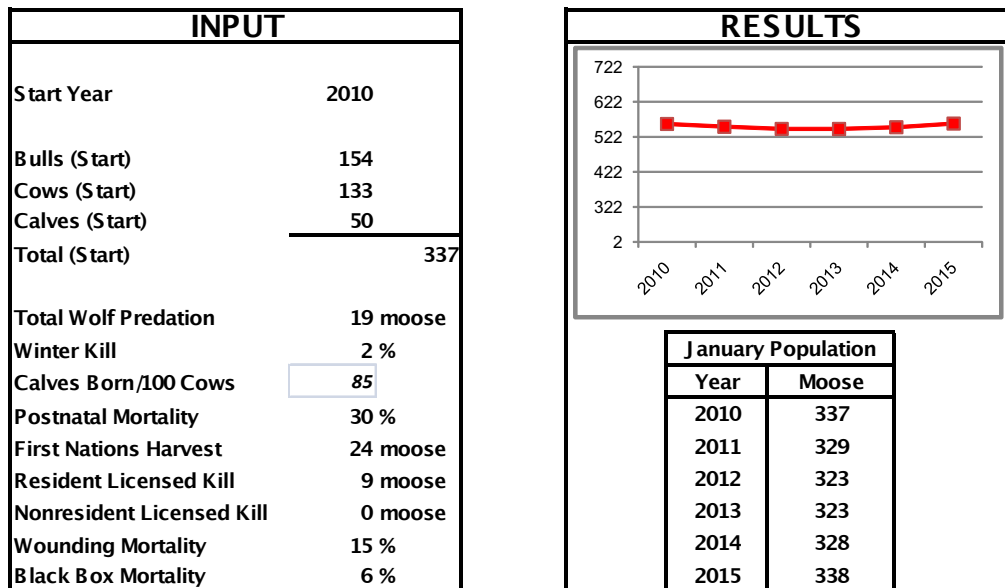 INPUT
Start Year 2010
Bulls (Start) 154
Cows (Start) 133
Calves (Start) 50
Total (Start) 337
Total Wolf Predation 19 moose
Winter Kill 2 %
Calves Born/100 Cows 85
Postnatal Mortality 30 %
First Nations Harvest 24 moose
Resident Licensed Kill 9 moose
Nonresident Licensed Kill 0 moose
Wounding Mortality 15 %
Black Box Mortality 6 %
RESULTS
722
622
522
422
322
2
2010 2011 2012 2013 2014 2015
January Population
Year Moose
2010 337
2011 329
2012 323
2013 323
2014 328
2015 338